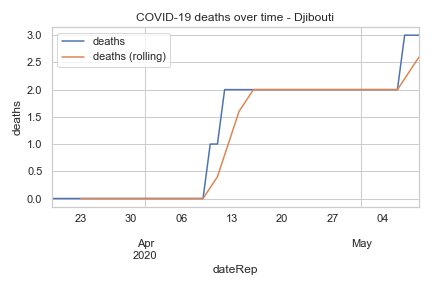 COVID-19 deaths over time - Djibouti
deaths
deaths (rolling)
3.0
2.5
2.0
1.5
1.0
0.5
0.0
deaths
23 30 06 13 20 27 04
Apr May
2020
dateRep